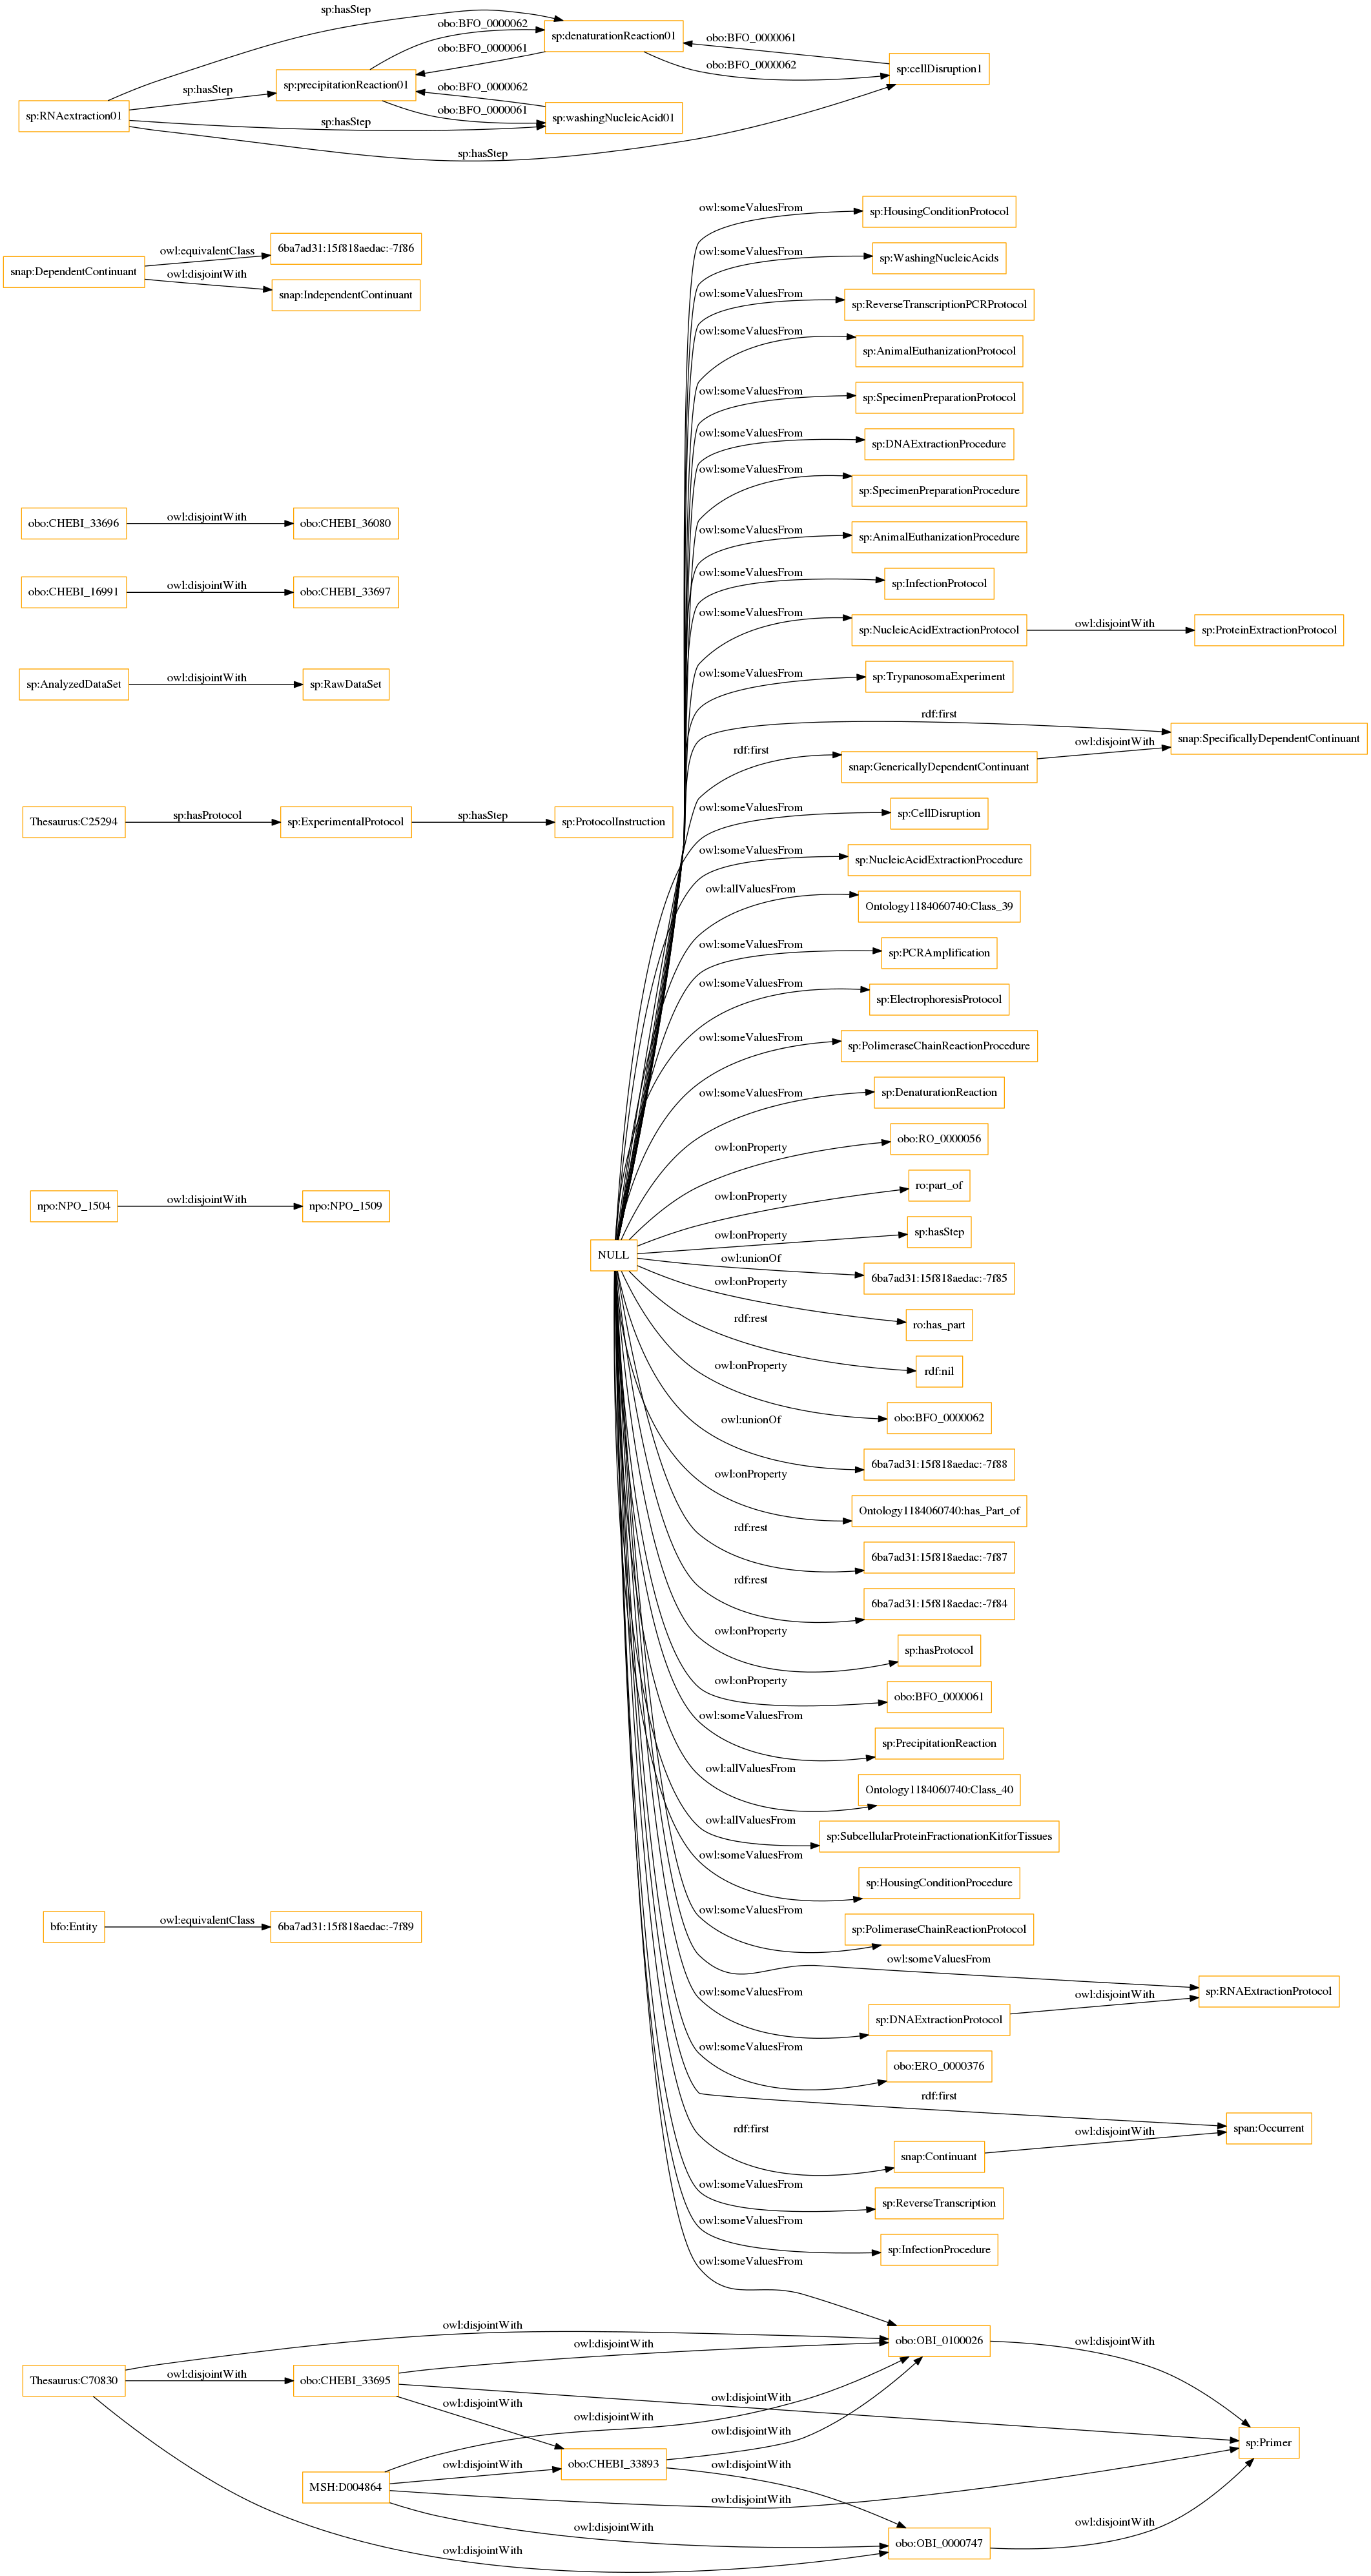 sp:hasStep
obo:BFO_0000062
sp:denaturationReaction01
obo:BFO_0000061
obo:BFO_0000061
obo:BFO_0000062
sp:cellDisruption1
sp:precipitationReaction01
sp:hasStep
obo:BFO_0000062
sp:RNAextraction01
obo:BFO_0000061
sp:washingNucleicAcid01
sp:hasStep
sp:hasStep
owl:someValuesFrom
sp:HousingConditionProtocol
owl:equivalentClass
6ba7ad31:15f818aedac:-7f86
snap:DependentContinuant
owl:disjointWith
snap:IndependentContinuant
owl:someValuesFrom
sp:WashingNucleicAcids
owl:someValuesFrom
sp:ReverseTranscriptionPCRProtocol
owl:someValuesFrom
sp:AnimalEuthanizationProtocol
owl:someValuesFrom
sp:SpecimenPreparationProtocol
owl:someValuesFrom
sp:DNAExtractionProcedure
owl:someValuesFrom
sp:SpecimenPreparationProcedure
obo:CHEBI_33696
owl:disjointWith
obo:CHEBI_36080
owl:someValuesFrom
sp:AnimalEuthanizationProcedure
owl:someValuesFrom
sp:InfectionProtocol
obo:CHEBI_16991
owl:disjointWith
obo:CHEBI_33697
owl:someValuesFrom
sp:NucleicAcidExtractionProtocol
owl:disjointWith
sp:ProteinExtractionProtocol
owl:someValuesFrom
sp:TrypanosomaExperiment
sp:AnalyzedDataSet
owl:disjointWith
sp:RawDataSet
rdf:first
snap:SpecificallyDependentContinuant
rdf:first
snap:GenericallyDependentContinuant
owl:disjointWith
owl:someValuesFrom
sp:CellDisruption
Thesaurus:C25294
sp:hasProtocol
sp:ExperimentalProtocol
sp:hasStep
sp:ProtocolInstruction
owl:someValuesFrom
sp:NucleicAcidExtractionProcedure
owl:allValuesFrom
Ontology1184060740:Class_39
owl:someValuesFrom
sp:PCRAmplification
owl:someValuesFrom
sp:ElectrophoresisProtocol
owl:someValuesFrom
sp:PolimeraseChainReactionProcedure
owl:someValuesFrom
sp:DenaturationReaction
owl:onProperty
obo:RO_0000056
owl:onProperty
ro:part_of
npo:NPO_1504
owl:disjointWith
npo:NPO_1509
owl:onProperty
sp:hasStep
NULL
owl:unionOf
6ba7ad31:15f818aedac:-7f85
owl:onProperty
ro:has_part
rdf:rest
rdf:nil
owl:onProperty
obo:BFO_0000062
owl:unionOf
6ba7ad31:15f818aedac:-7f88
owl:onProperty
Ontology1184060740:has_Part_of
rdf:rest
6ba7ad31:15f818aedac:-7f87
rdf:rest
6ba7ad31:15f818aedac:-7f84
owl:onProperty
sp:hasProtocol
owl:onProperty
obo:BFO_0000061
owl:someValuesFrom
sp:PrecipitationReaction
owl:allValuesFrom
Ontology1184060740:Class_40
owl:allValuesFrom
sp:SubcellularProteinFractionationKitforTissues
owl:someValuesFrom
sp:HousingConditionProcedure
bfo:Entity
owl:equivalentClass
6ba7ad31:15f818aedac:-7f89
owl:someValuesFrom
sp:PolimeraseChainReactionProtocol
owl:someValuesFrom
sp:RNAExtractionProtocol
owl:someValuesFrom
sp:DNAExtractionProtocol
owl:disjointWith
owl:someValuesFrom
obo:ERO_0000376
rdf:first
span:Occurrent
rdf:first
snap:Continuant
owl:disjointWith
owl:someValuesFrom
sp:ReverseTranscription
owl:someValuesFrom
sp:InfectionProcedure
owl:someValuesFrom
owl:disjointWith
obo:OBI_0100026
owl:disjointWith
Thesaurus:C70830
owl:disjointWith
obo:CHEBI_33695
owl:disjointWith
owl:disjointWith
owl:disjointWith
owl:disjointWith
owl:disjointWith
sp:Primer
MSH:D004864
owl:disjointWith
obo:CHEBI_33893
owl:disjointWith
owl:disjointWith
owl:disjointWith
owl:disjointWith
obo:OBI_0000747
owl:disjointWith